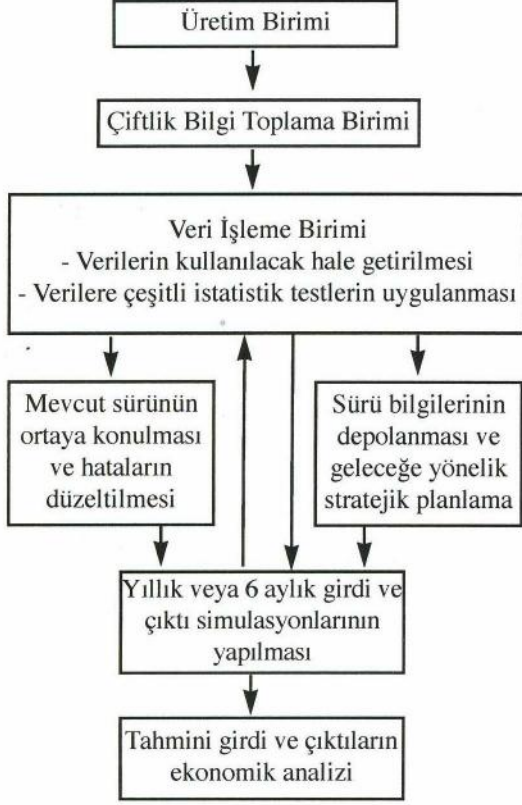 Üretim Birimi
Çiftlik Bilgi Toplama Birimi
Veri İşleme Birimi
- Verilerin kullanılacak hale getirilmesi
- Verilere çeşitli istatistik testlerin uygulanması
Mevcut sürünün
ortaya konulması
ve hataların
düzeltilmesi
Sürü bilgilerinin
depolanması ve
geleceğe yönelik
stratejik planlama
Yıllık veya 6 aylık girdi ve
çıktı simulasyonlarının
yapılması
Tahmini girdi ve çıktıların
ekonomik analizi